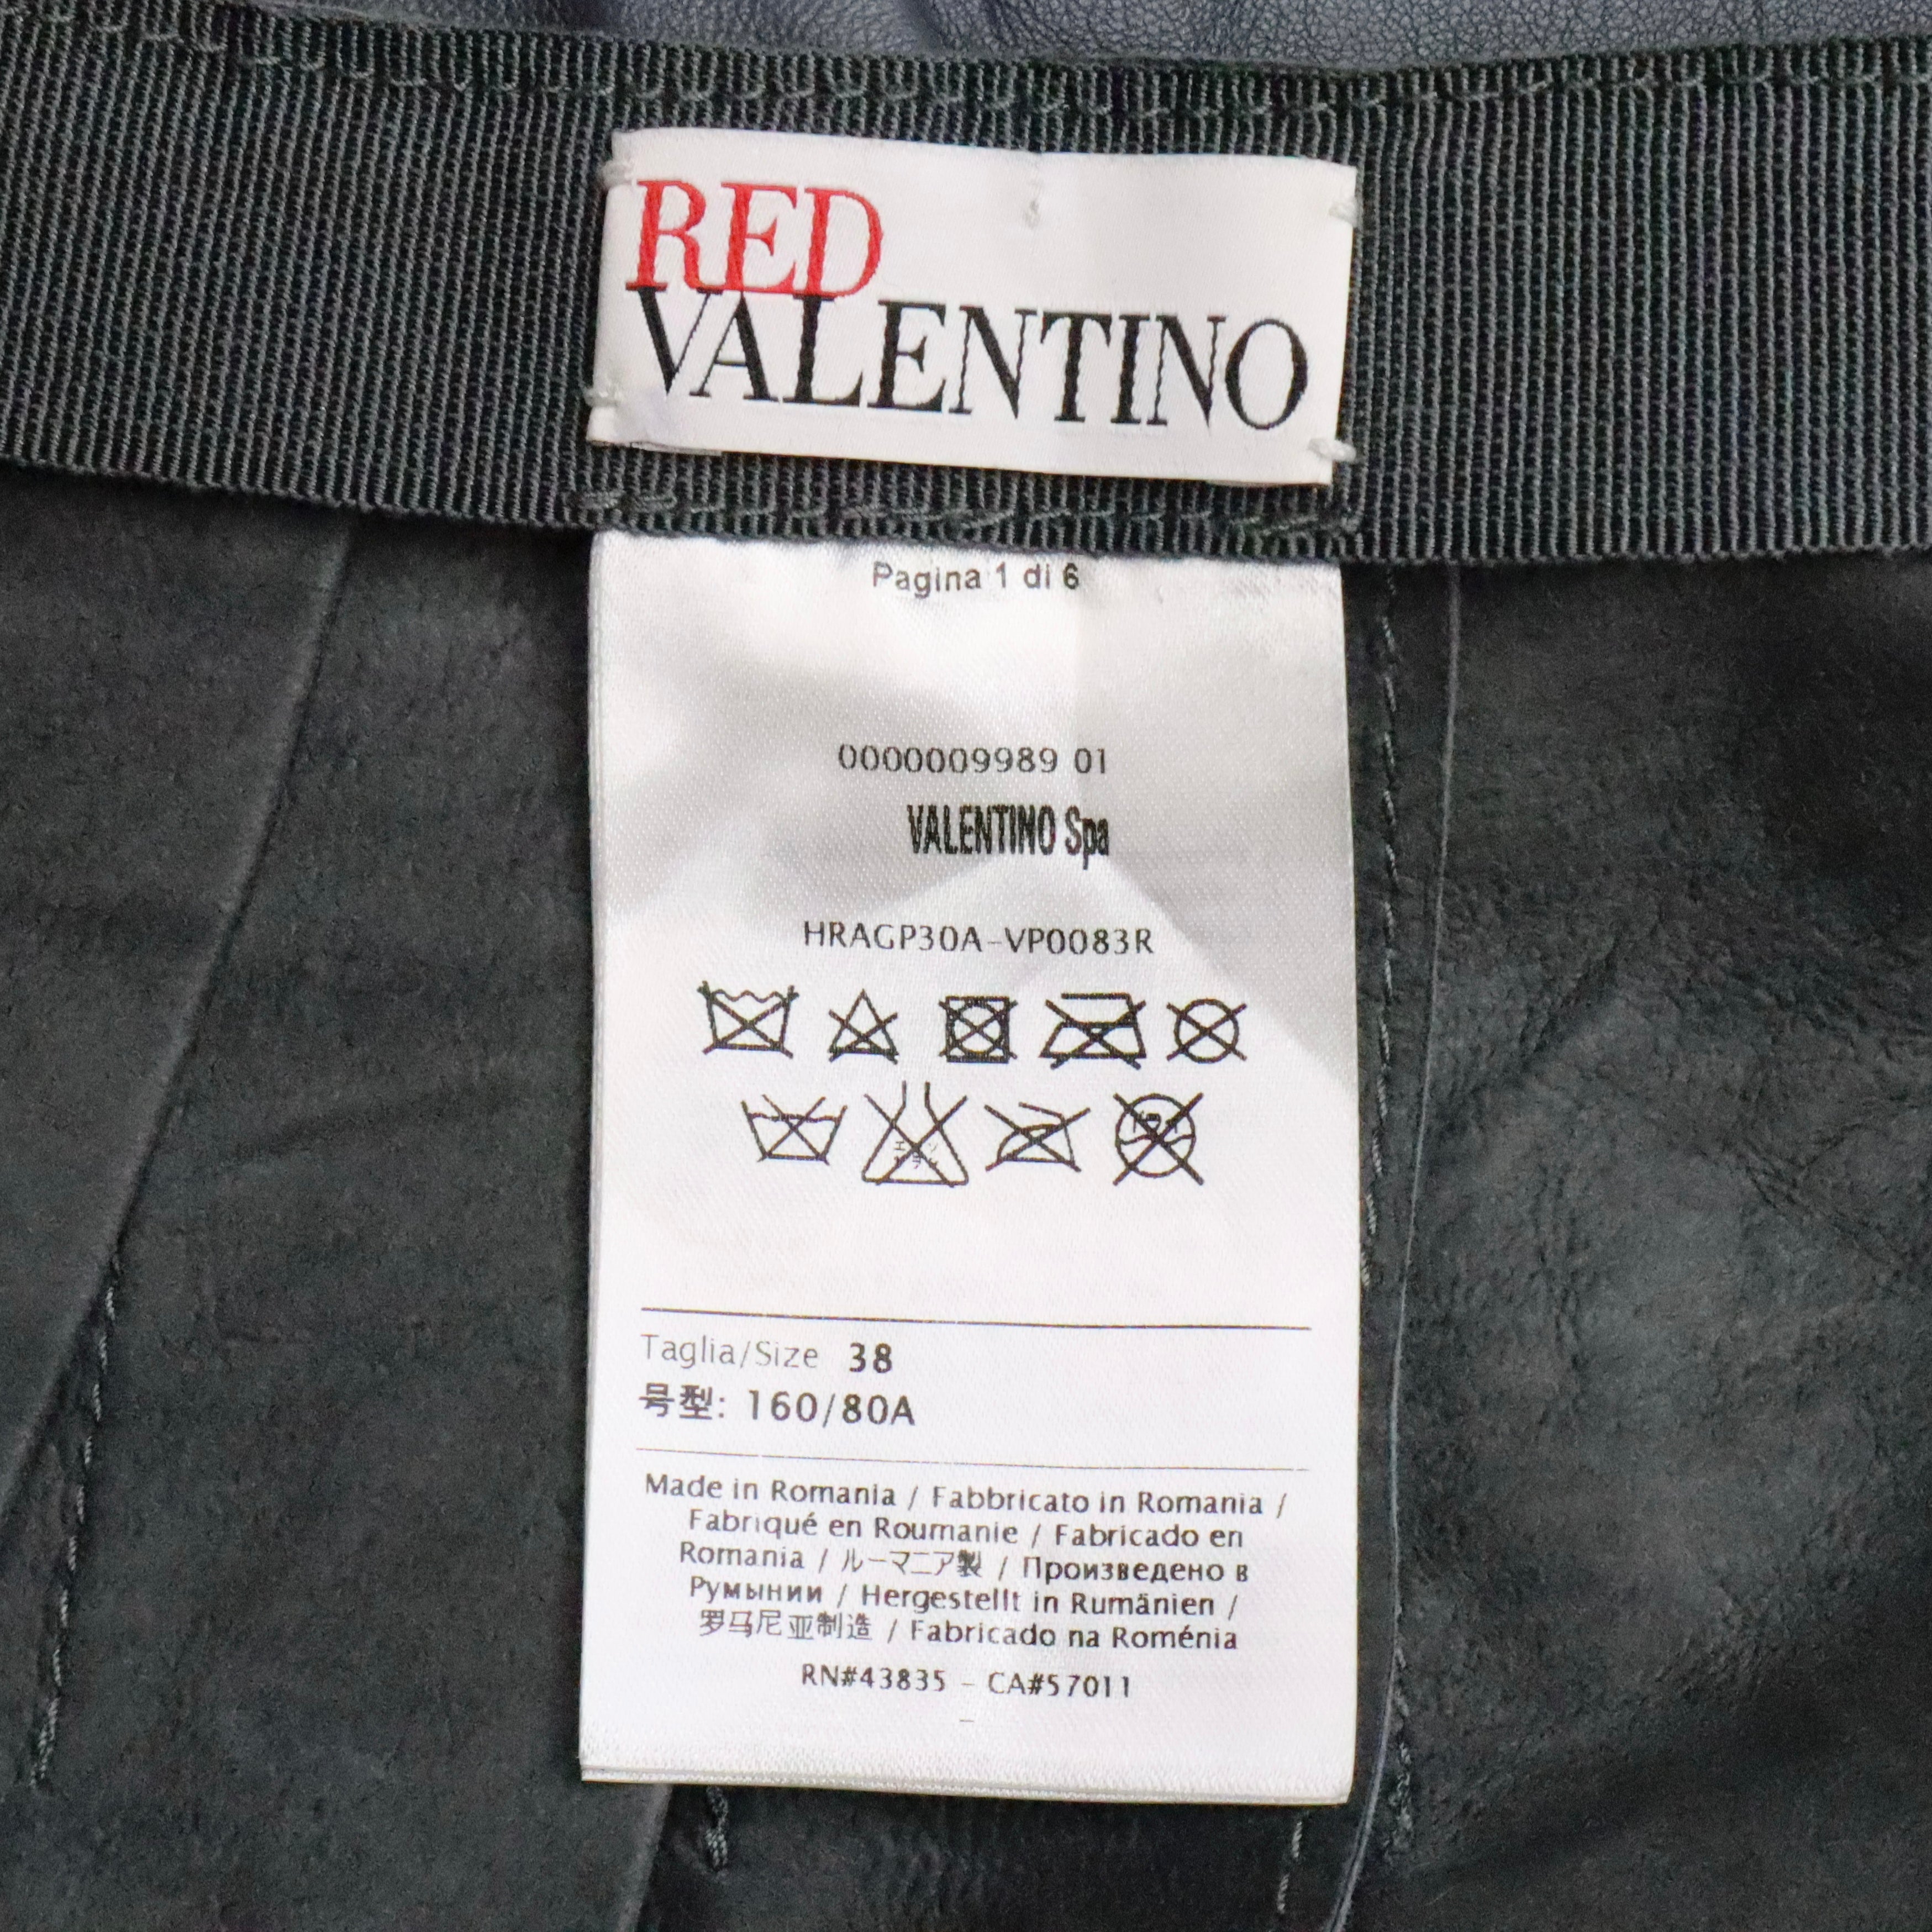 RED
VALENTINO
Pagina 1 di 6
0000009989 01
VALENTINO Spa
HRAGP30A-VP0083R
Taglia/Size 38
号型: 160/80A
Made in Romania / Fabbricato in Romania /
Fabriqué en Roumanie / Fabricado en
Romania / ルーマニア製 / Произведено в
Румынии / Hergestellt in Rumänien /
罗马尼亚制造 / Fabricado na Roménia
RN#43835 - CA#57011
-